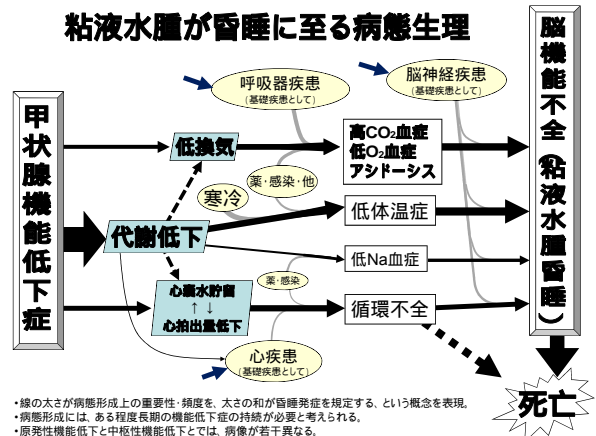 粘液水腫が昏睡に至る病態生理
甲状腺機能低下症
呼吸器疾患
(基礎疾患として)
脳神経疾患
(基礎疾患として)
低換気
高CO₂血症
低O₂血症
アシドーシス
薬・感染・他
寒冷
代謝低下
低体温症
低Na血症
心嚢水貯留
↑ ↓
心拍出量低下
薬・感染
循環不全
心疾患
(基礎疾患として)
脳機能不全(粘液水腫昏睡)
死亡
•線の太さが病態形成上の重要性・頻度を、太さの和が昏睡発症を規定する、という概念を表現。
•病態形成には、ある程度長期の機能低下症の持続が必要と考えられる。
•原発性機能低下と中枢性機能低下とでは、病像が若干異なる。